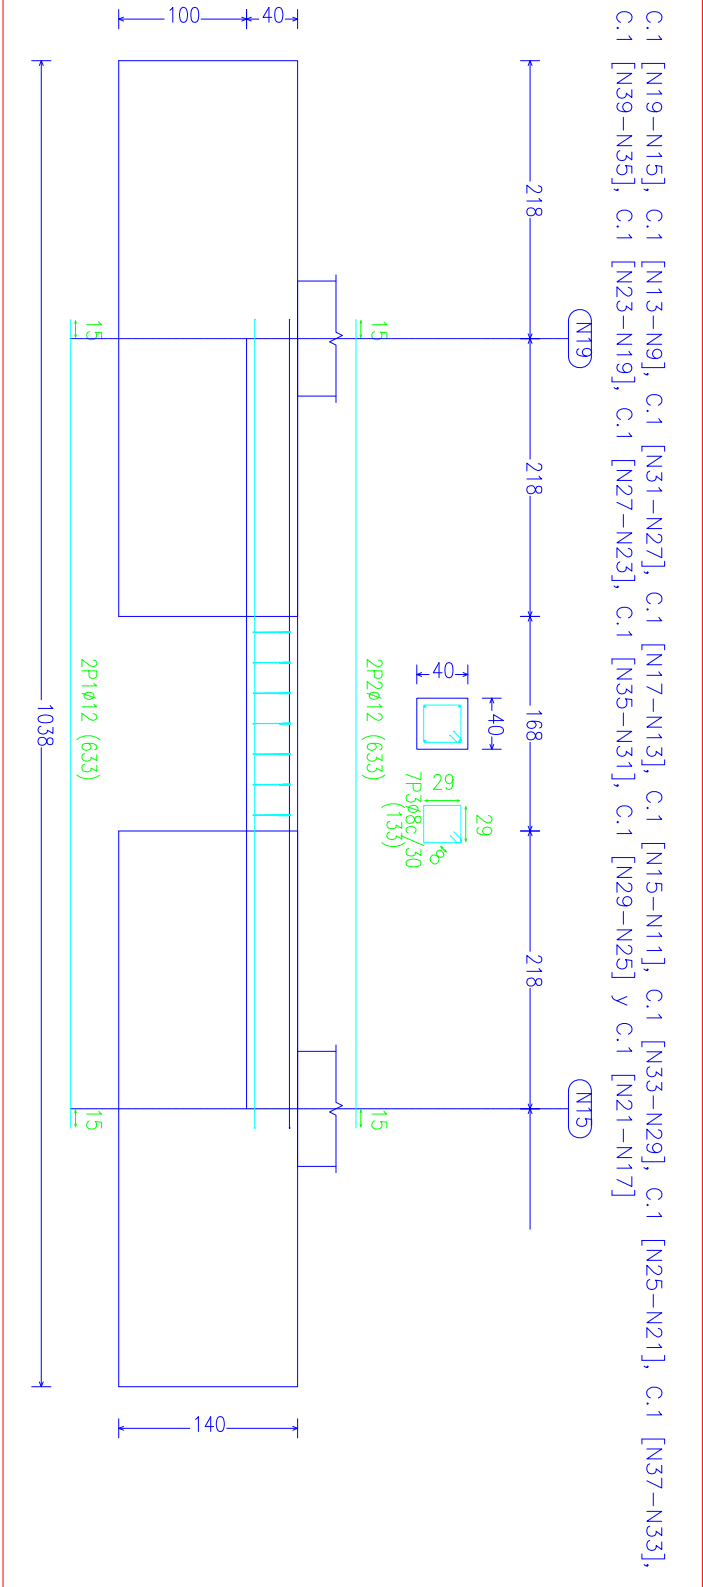 C.1 [N19-N15], C.1 [N13-N9], C.1 [N31-N27], C.1 [N17-N13], C.1 [N15-N11], C.1 [N33-N29], C.1 [N25-N21], C.1 [N37-N33],
C.1 [N39-N35], C.1 [N23-N19], C.1 [N27-N23], C.1 [N35-N31], C.1 [N29-N25] y C.1 [N21-N17]
N19
N15
218
218
168
218
40
40
29
29
8
7P3ø8c/30
(133)
15
2P2ø12 (633)
15
40
100
140
15
2P1ø12 (633)
15
1038